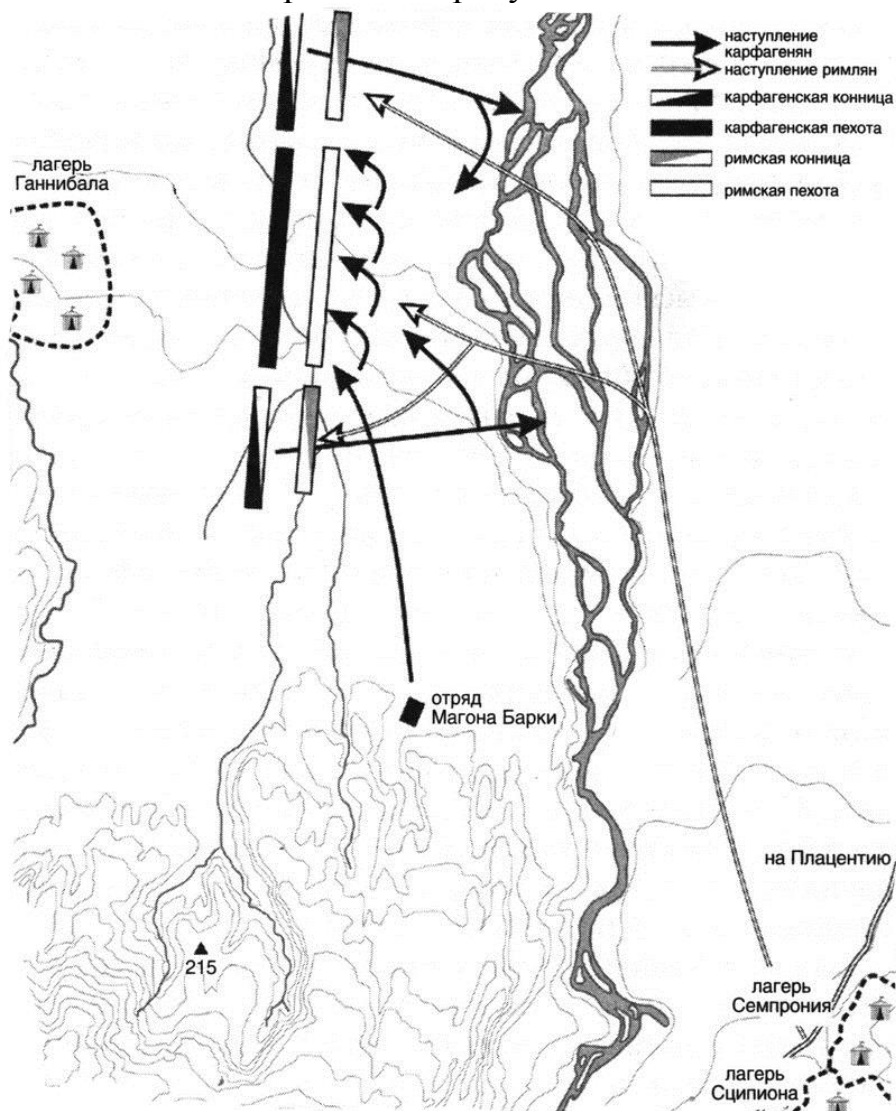 наступление
карфагенян
наступление римлян
карфагенская конница
карфагенская пехота
римская конница
римская пехота
лагерь
Ганнибала
отряд
Магона Барки
на Плацентию
215
лагерь
Семпрония
лагерь
Сципиона